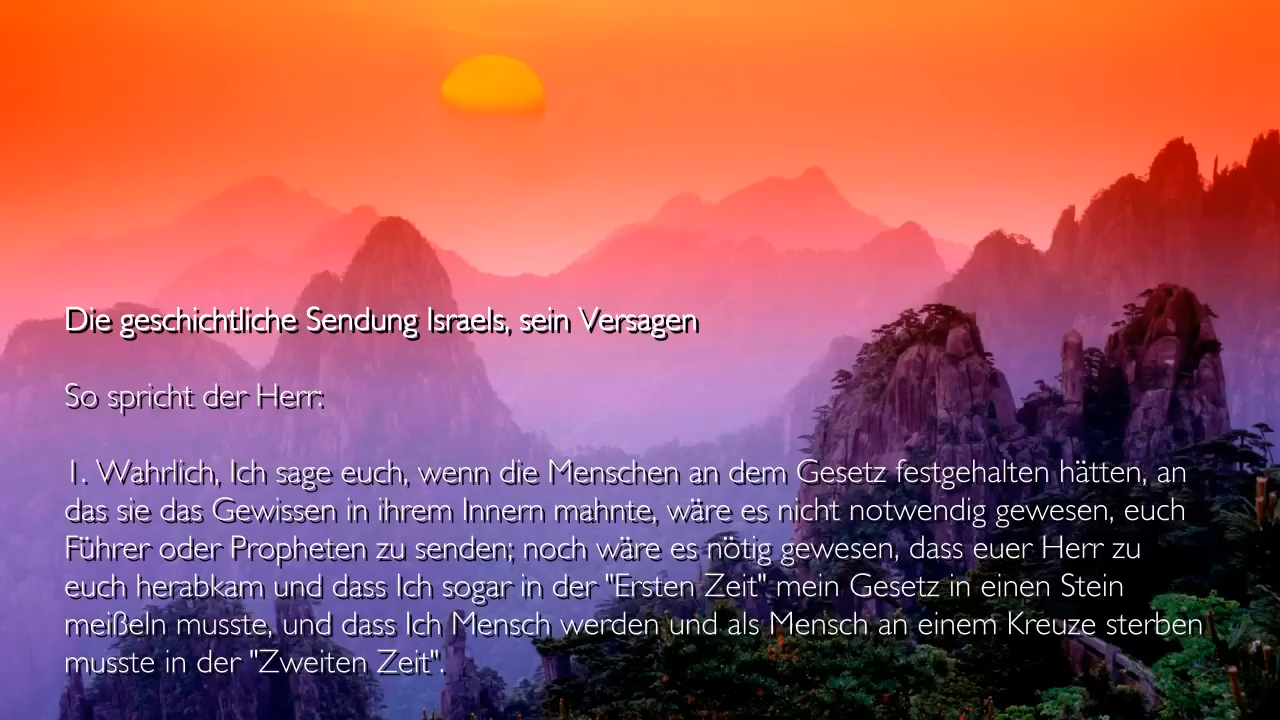 Die geschichtliche Sendung Israels, sein Versagen
So spricht der Herr:
1. Wahrlich, Ich sage euch, wenn die Menschen an dem Gesetz festgehalten hätten, an
das sie das Gewissen in ihrem Innern mahnte, wäre es nicht notwendig gewesen, euch
Führer oder Propheten zu senden; noch wäre es nötig gewesen, dass euer Herr zu
euch herabkam und dass Ich sogar in der "Ersten Zeit" mein Gesetz in einen Stein
meißeln musste, und dass Ich Mensch werden und als Mensch an einem Kreuze sterben
musste in der "Zweiten Zeit".